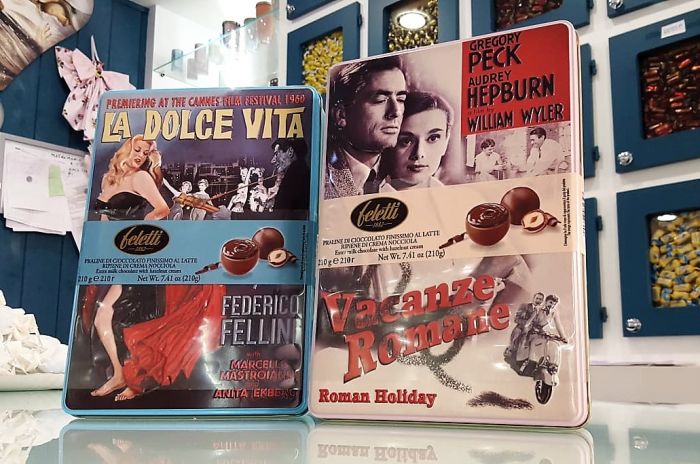 PREMIERING AT THE CANNES FILM FESTIVAL 1960
LA DOLCE VITA
feletti
1882
PRALINE DI CIOCCOLATO FINISSIMO AL LATTE
RIPIENE DI CREMA NOCCIOLA
Extra milk chocolate with hazelnut cream
210 g e 210 г Net Wt. 7.41 oz (210g)
FEDERICO
FELLINI
with
MARCELLO
MASTROIANNI
ANITA EKBERG
GREGORY
PECK
AUDREY
HEPBURN
a film by
WILLIAM WYLER
feletti
1882
PRALINE DI CIOCCOLATO FINISSIMO AL LATTE
RIPIENE DI CREMA NOCCIOLA
Extra milk chocolate with hazelnut cream
210 g e 210 г Net Wt. 7.41 oz (210g)
Vacanze
Romane
Roman Holiday